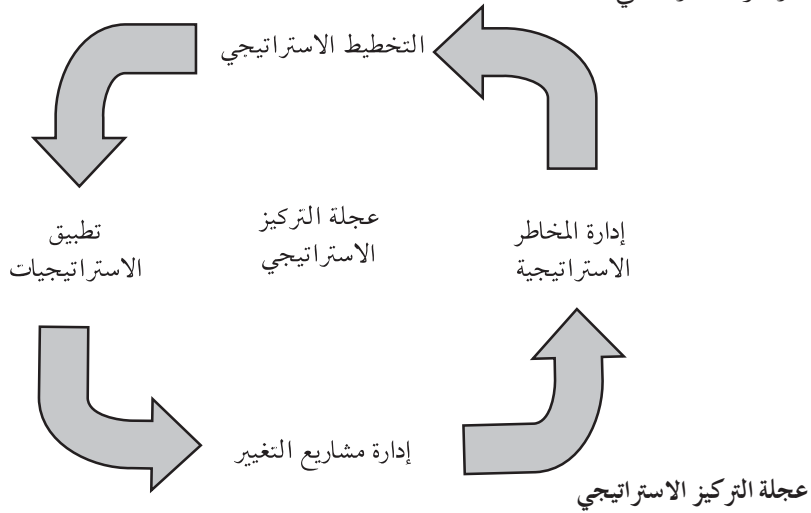 التخطيط الاستراتيجي
إدارة المخاطر
الاستراتيجية
عجلة التركيز
الاستراتيجي
تطبيق
الاستراتيجيات
إدارة مشاريع التغيير
عجلة التركيز الاستراتيجي